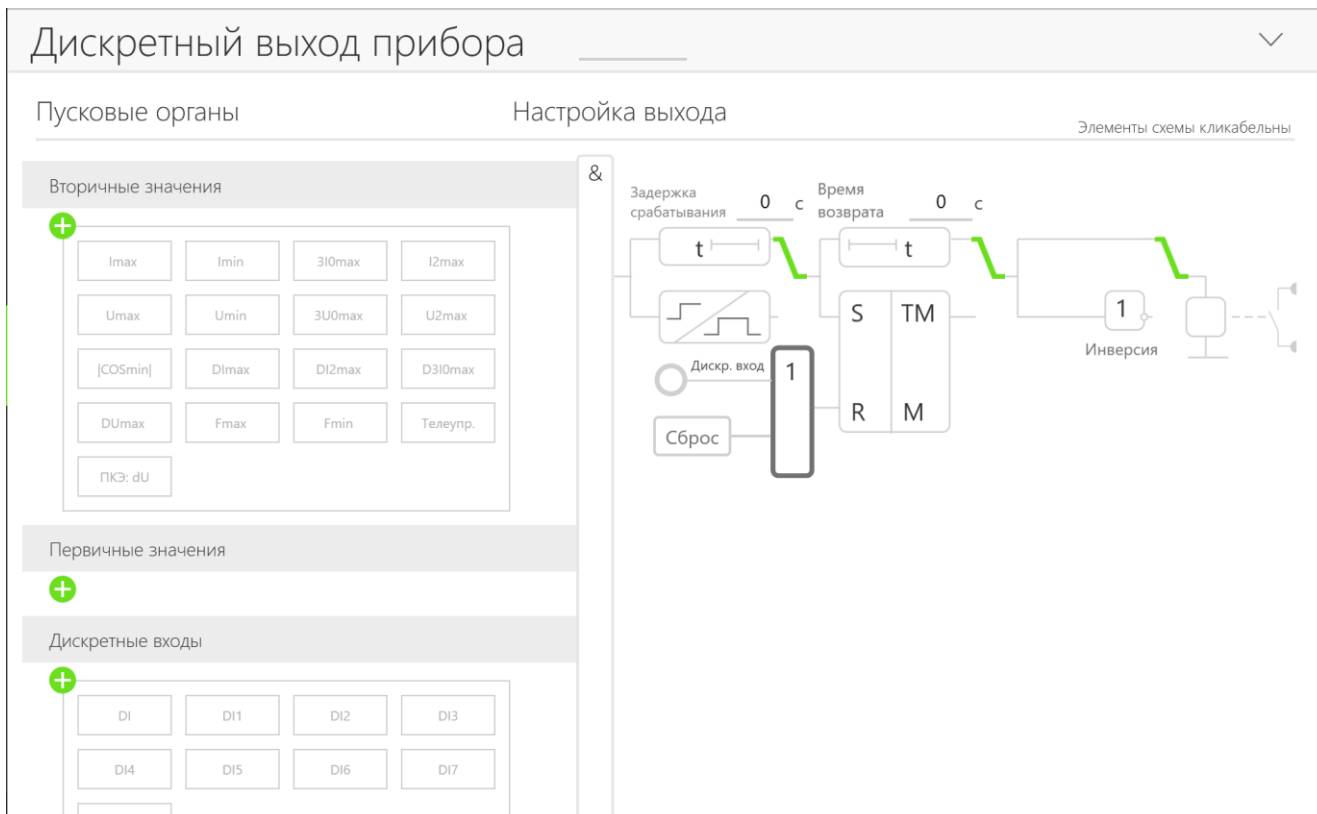 Дискретный выход прибора
Пусковые органы
Настройка выхода
Элементы схемы кликабельны
Вторичные значения
Imax Imin 3I0max I2max
Umax Umin 3U0max U2max
|COSmin| DImax DI2max D3I0max
DUmax Fmax Fmin Телеупр.
ПКЭ: dU
Первичные значения
Дискретные входы
DI DI1 DI2 DI3
DI4 DI5 DI6 DI7
&
Задержка
срабатывания 0 с
Время
возврата 0 с
t
t
S TM
R M
Дискр. вход
1
Сброс
1
Инверсия